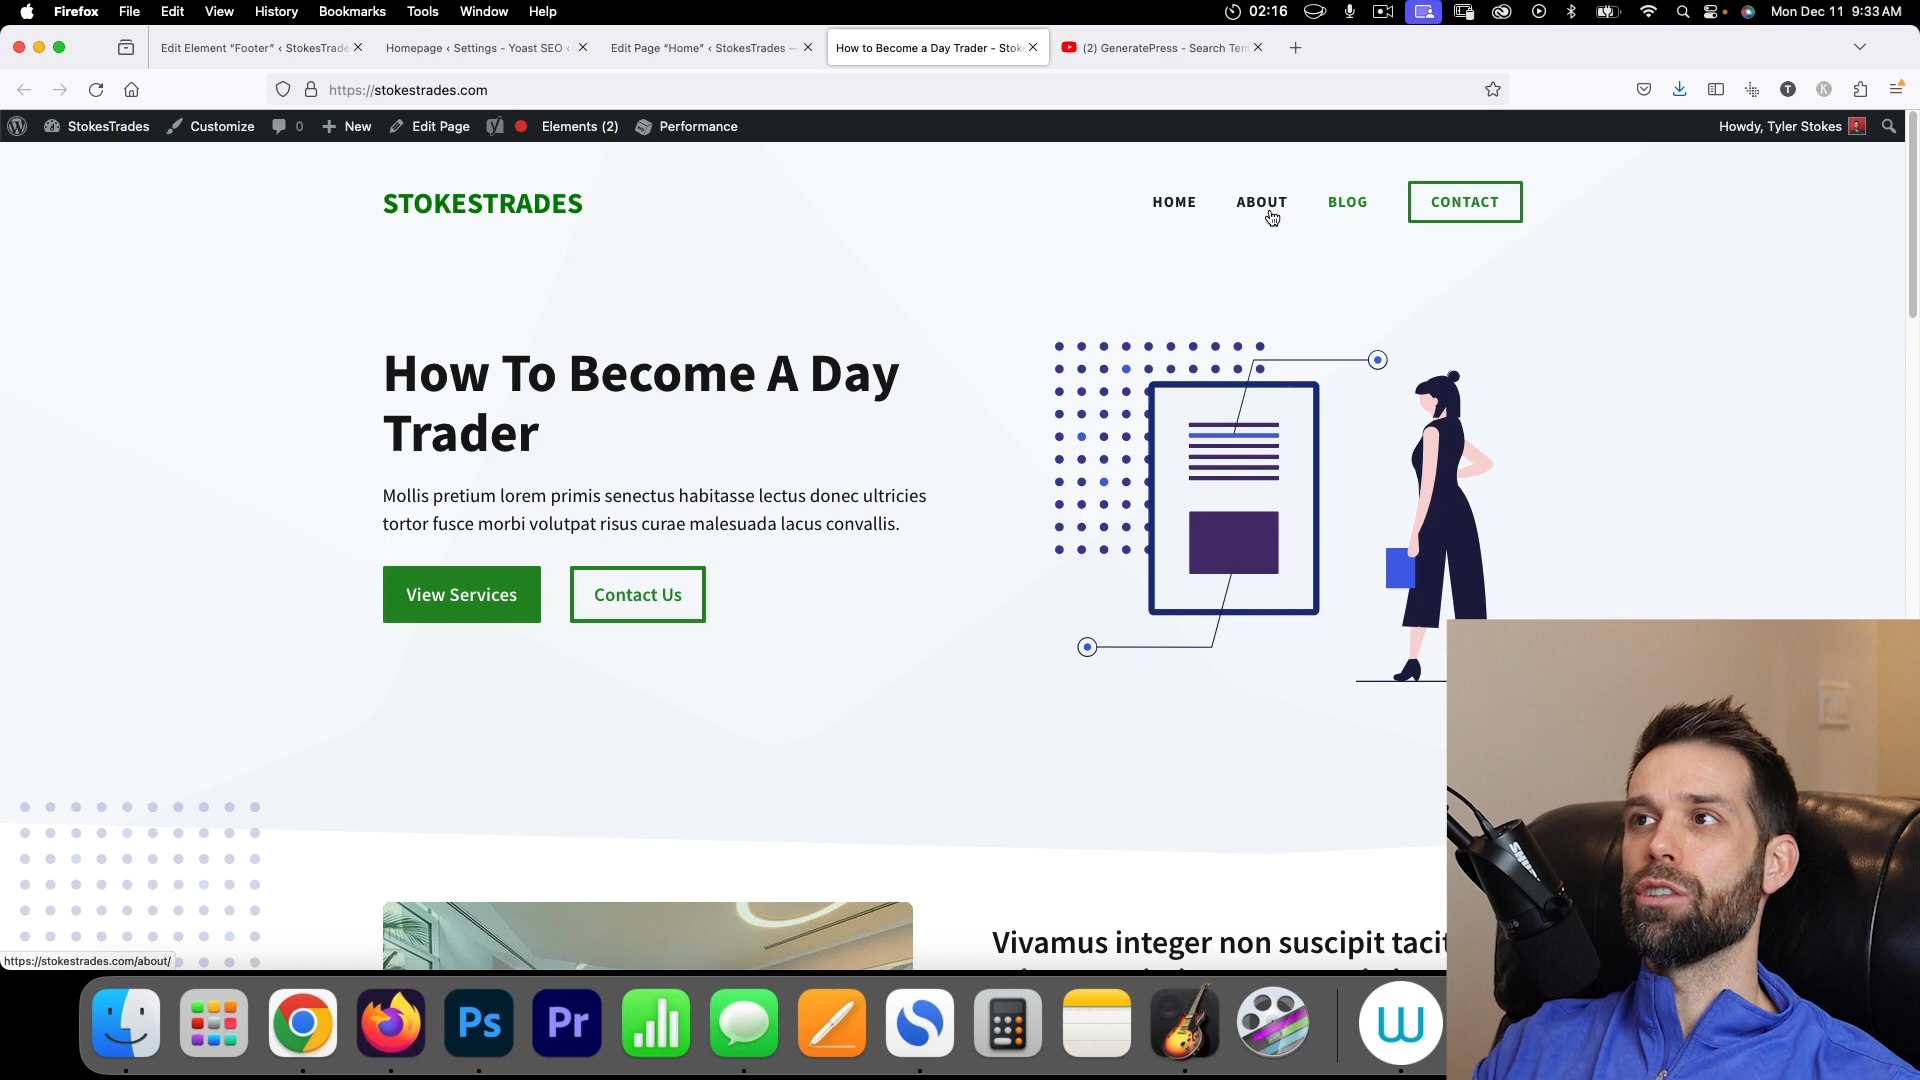 Firefox File Edit View History Bookmarks Tools Window Help 02:16 Mon Dec 11 9:33 AM
Edit Element "Footer" ‹ StokesTrade Homepage ‹ Settings - Yoast SEO ‹ Edit Page "Home" ‹ StokesTrades — How to Become a Day Trader - Stok (2) GeneratePress - Search Tem
https://stokestrades.com
StokesTrades Customize 0 New Edit Page Elements (2) Performance Howdy, Tyler Stokes
STOKESTRADES HOME ABOUT BLOG CONTACT
How To Become A Day
Trader
Mollis pretium lorem primis senectus habitasse lectus donec ultricies
tortor fusce morbi volutpat risus curae malesuada lacus convallis.
View Services Contact Us
Vivamus integer non suscipit tacit
https://stokestrades.com/about/
Ps Pr
SHURE